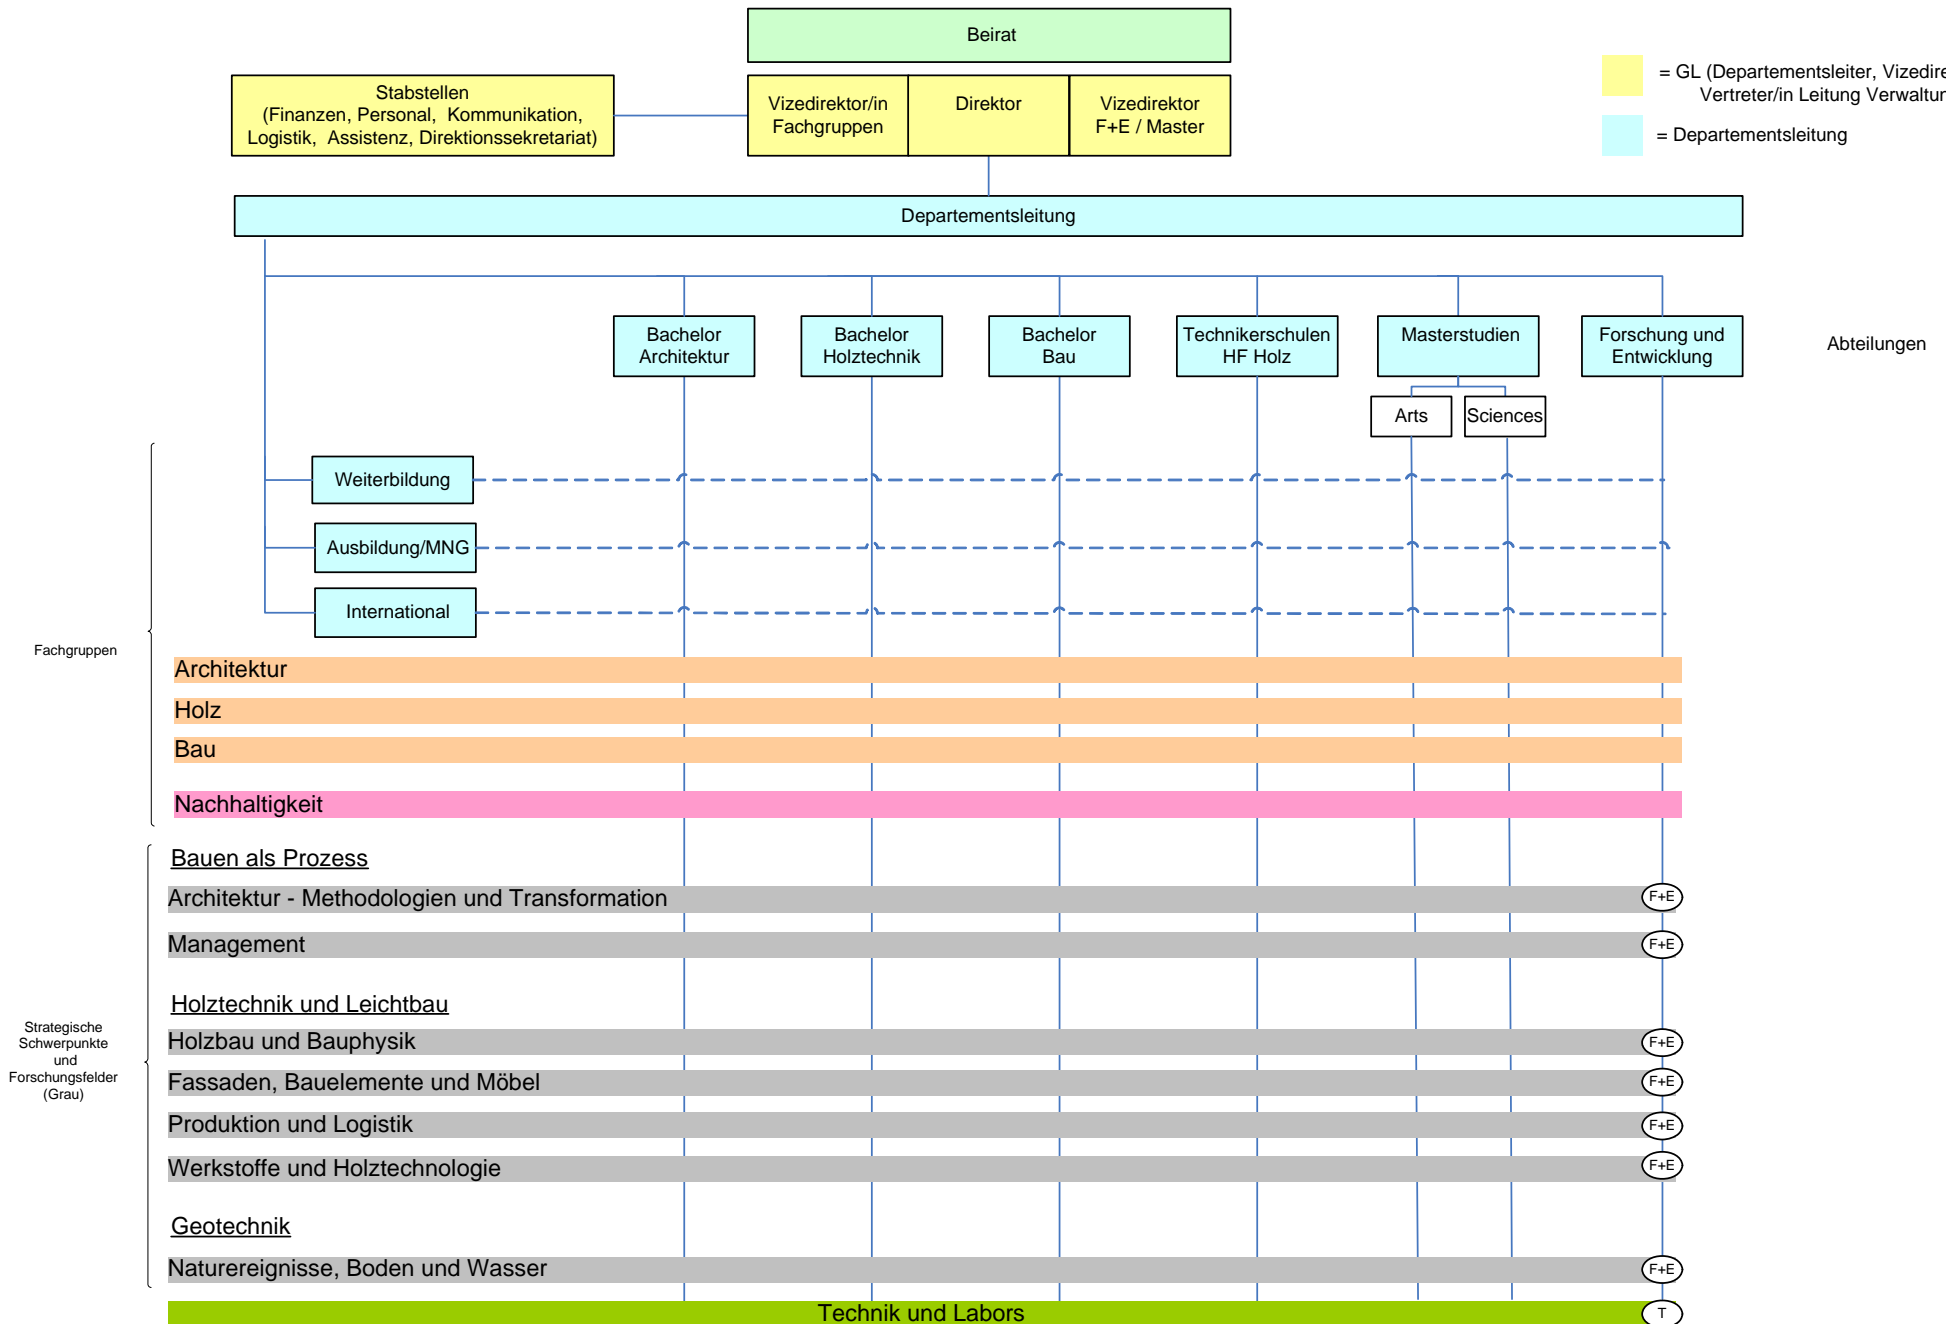 Beirat
Stabstellen
(Finanzen, Personal, Kommunikation,
Logistik, Assistenz, Direktionssekretariat)
Vizedirektor/in
Fachgruppen
Direktor
Vizedirektor
F+E / Master
= GL (Departementsleiter, Vizedire
Vertreter/in Leitung Verwaltun
= Departementsleitung
Departementsleitung
Bachelor
Architektur
Bachelor
Holztechnik
Bachelor
Bau
Technikerschulen
HF Holz
Masterstudien
Forschung und
Entwicklung
Abteilungen
Arts
Sciences
Weiterbildung
Ausbildung/MNG
International
Fachgruppen
Architektur
Holz
Bau
Nachhaltigkeit
Bauen als Prozess
Architektur - Methodologien und Transformation
F+E
Management
F+E
Holztechnik und Leichtbau
Strategische
Schwerpunkte
und
Forschungsfelder
(Grau)
Holzbau und Bauphysik
F+E
Fassaden, Bauelemente und Möbel
F+E
Produktion und Logistik
F+E
Werkstoffe und Holztechnologie
F+E
Geotechnik
Naturereignisse, Boden und Wasser
F+E
Technik und Labors
T